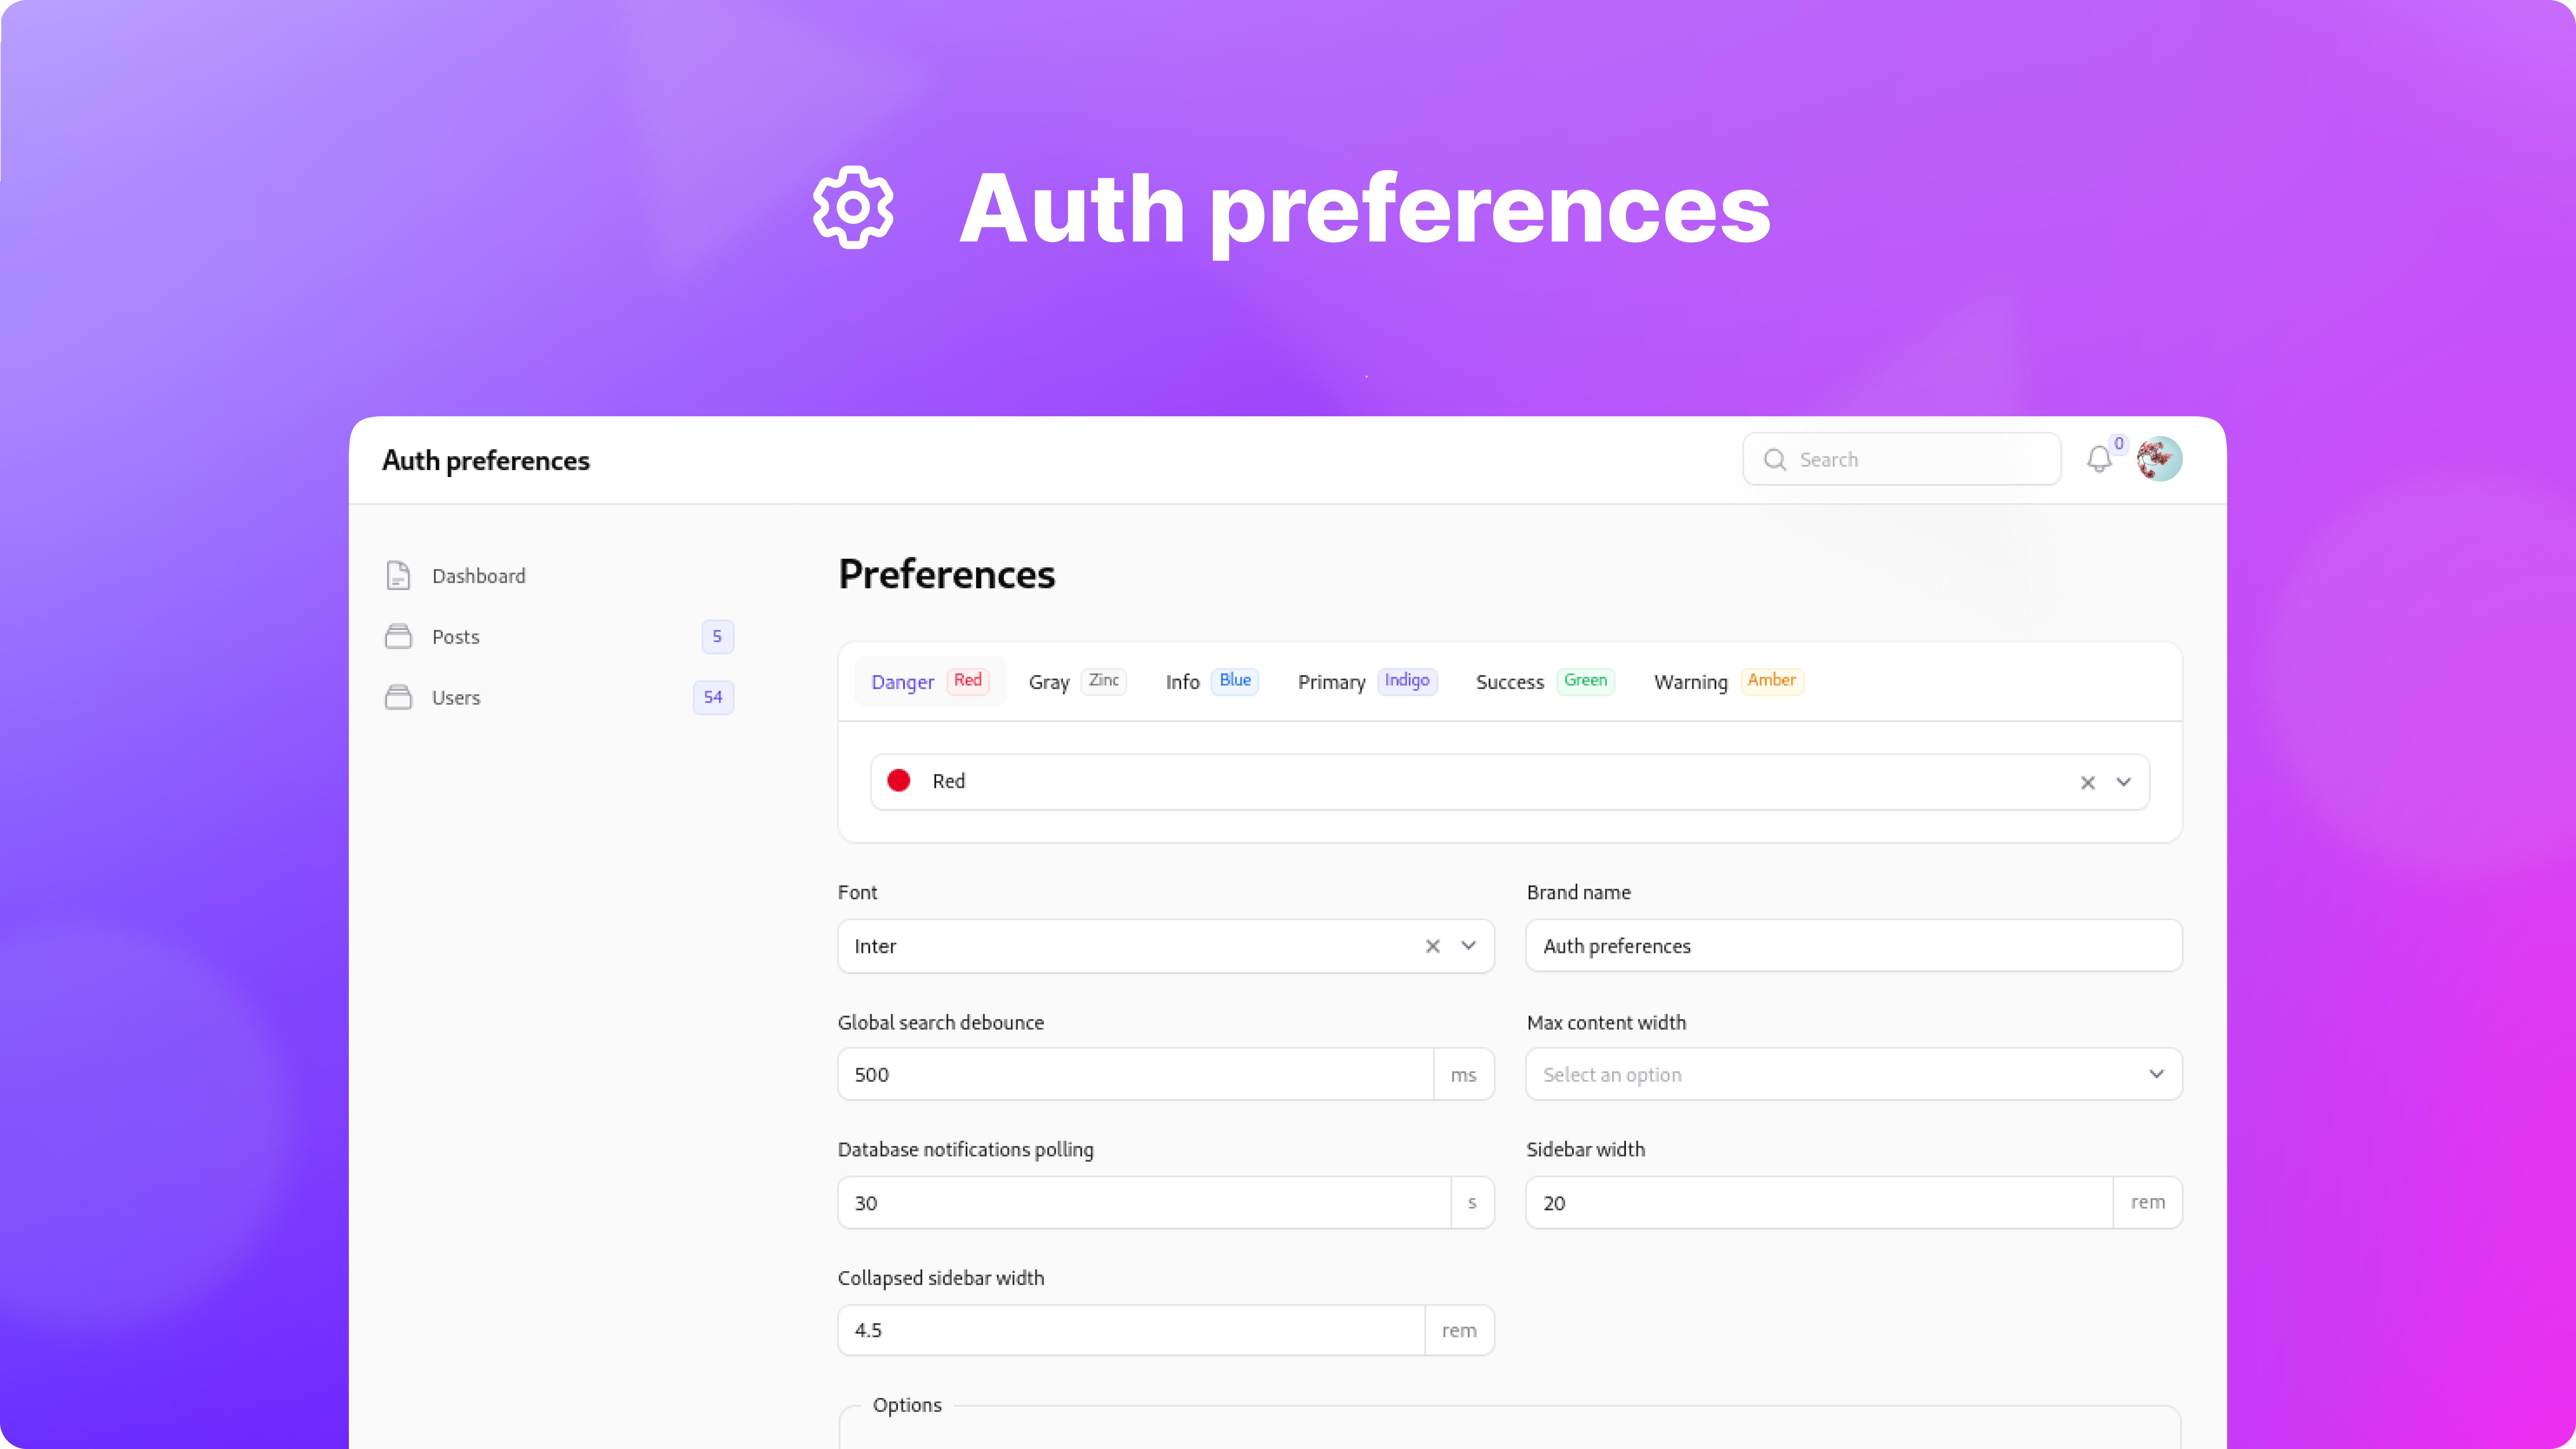 Auth preferences
Auth preferences
Search
0
Dashboard
Posts 5
Users 54
Preferences
Danger Red Gray Zinc Info Blue Primary Indigo Success Green Warning Amber
Red
Font
Inter
Brand name
Auth preferences
Global search debounce
500 ms
Max content width
Select an option
Database notifications polling
30 s
Sidebar width
20 rem
Collapsed sidebar width
4.5 rem
Options